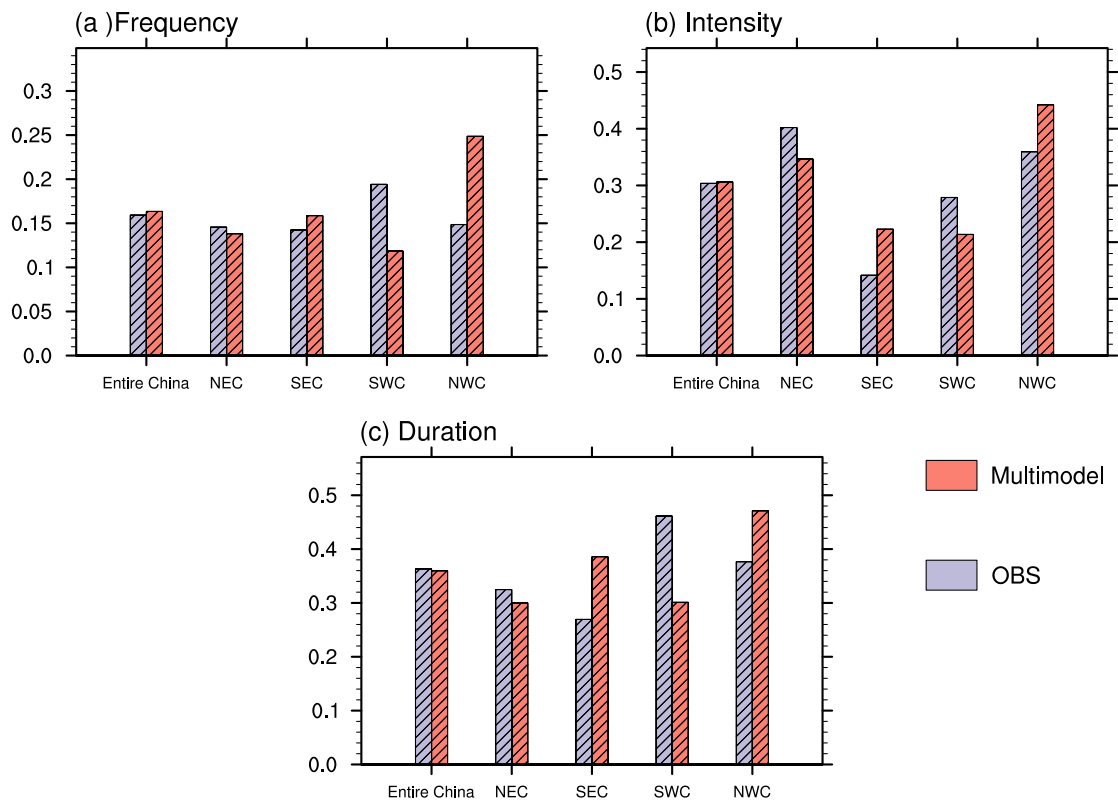 (a )Frequency
0.3
0.25
0.2
0.15
0.1
0.05
0.0
Entire China NEC SEC SWC NWC
(b) Intensity
0.5
0.4
0.3
0.2
0.1
0.0
Entire China NEC SEC SWC NWC
(c) Duration
0.5
0.4
0.3
0.2
0.1
0.0
Entire China NEC SEC SWC NWC
Multimodel
OBS